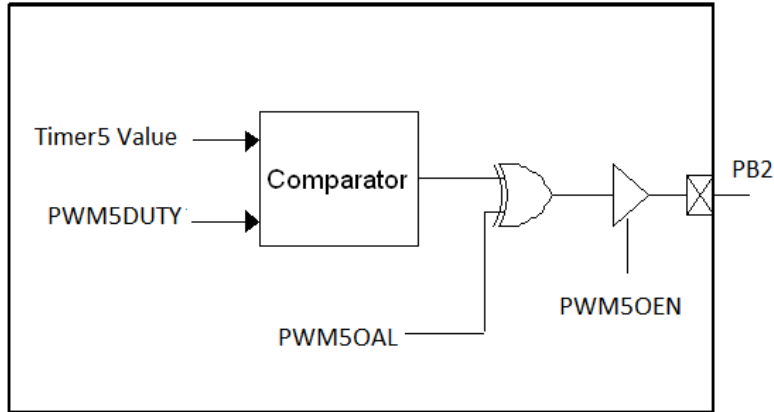 Timer5 Value
PWM5DUTY
Comparator
PB2
PWM5OEN
PWM5OAL